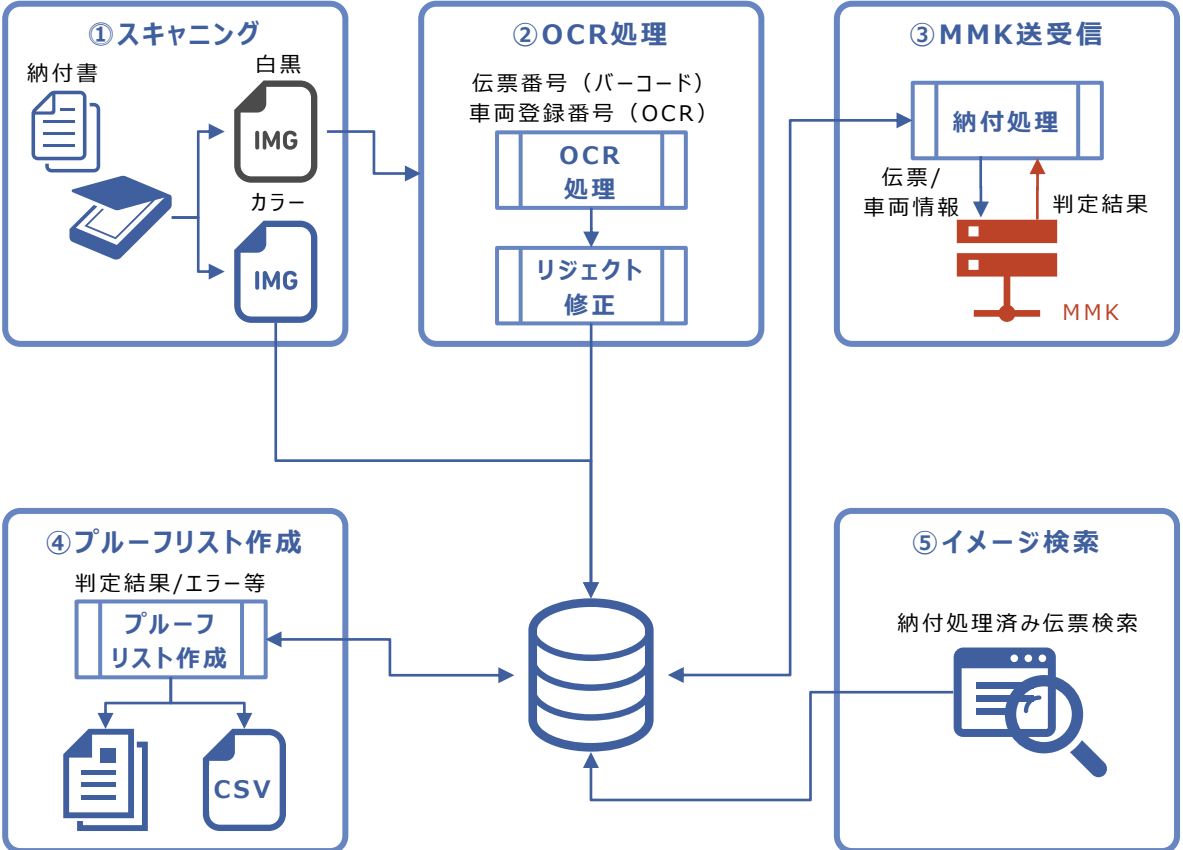 ①スキャニング
納付書
白黒
IMG
カラー
IMG
②OCR処理
伝票番号（バーコード）
車両登録番号（OCR）
OCR
処理
リジェクト
修正
③MMK送受信
納付処理
伝票/
車両情報
判定結果
MMK
④プルーフリスト作成
判定結果/エラー等
プルーフ
リスト作成
CSV
⑤イメージ検索
納付処理済み伝票検索